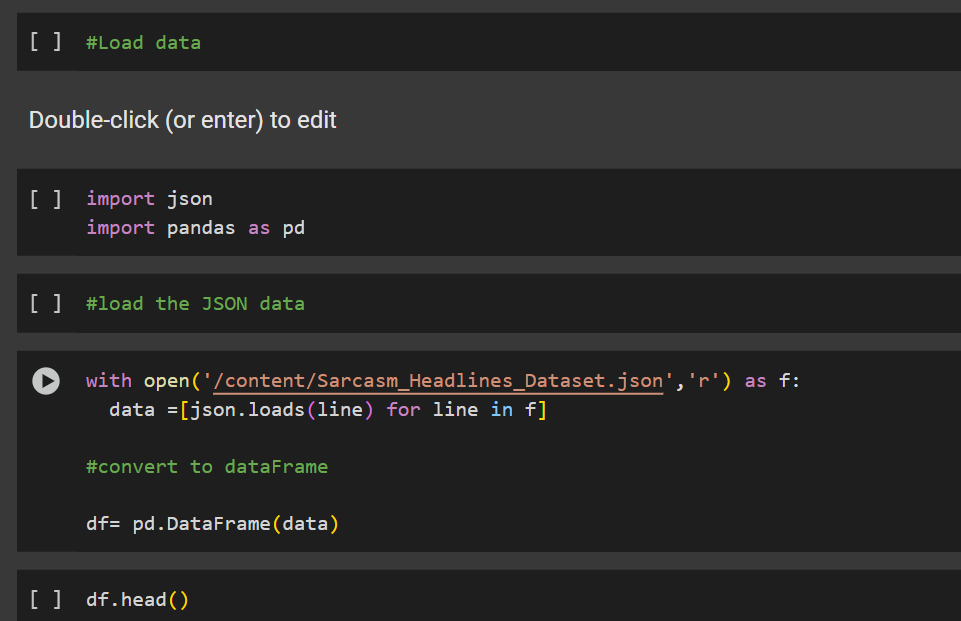 [ ] #Load data
Double-click (or enter) to edit
[ ] import json
import pandas as pd
[ ] #load the JSON data
with open('/content/Sarcasm_Headlines_Dataset.json','r') as f:
  data =[json.loads(line) for line in f]
#convert to dataFrame
df= pd.DataFrame(data)
[ ] df.head()